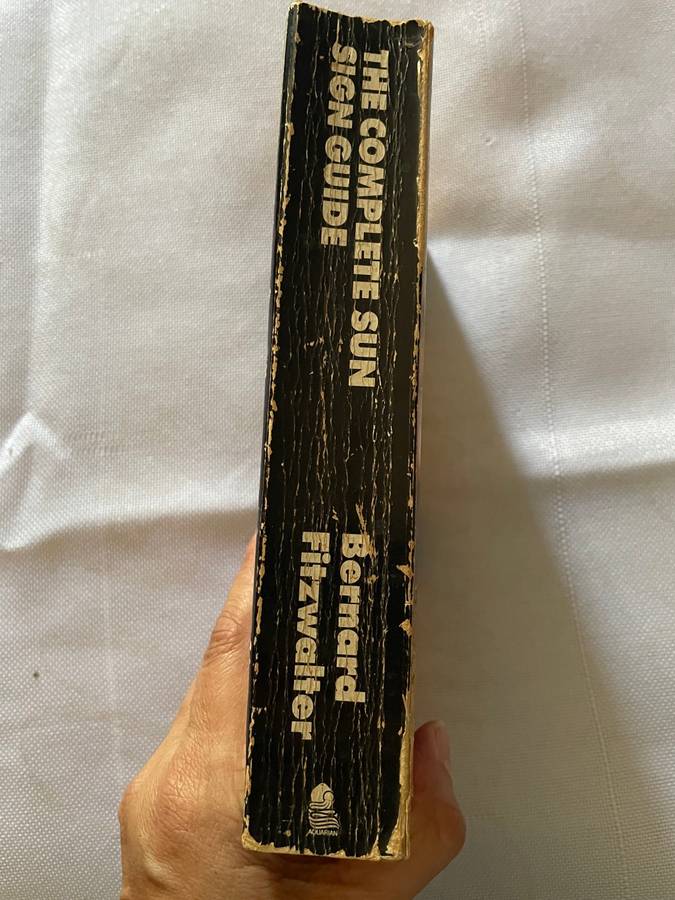 THE COMPLETE SUN
SIGN GUIDE
Bernard
Fitzwalter
AQUARIAN